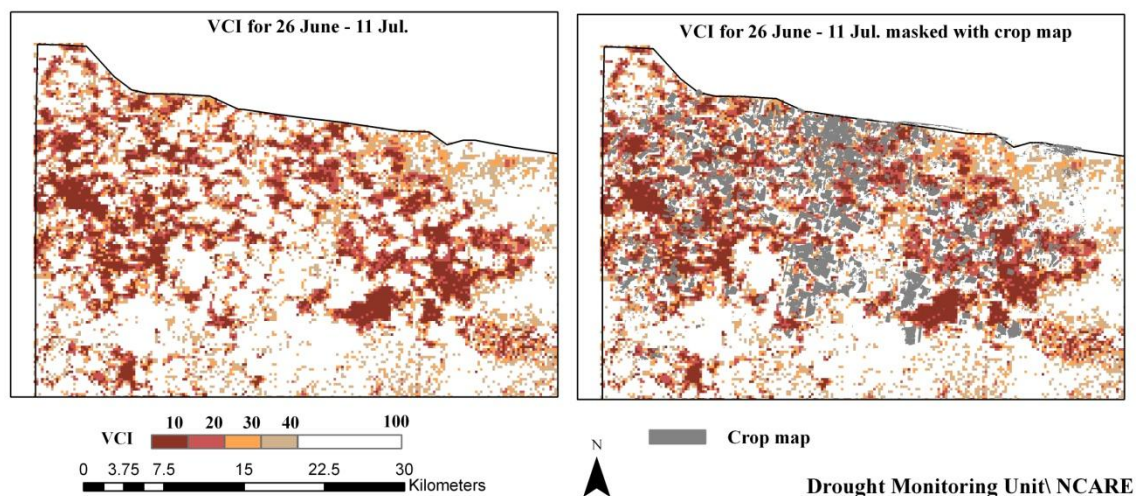 VCI for 26 June - 11 Jul.
VCI for 26 June - 11 Jul. masked with crop map
10 20 30 40 100
VCI
0 3.75 7.5 15 22.5 30
Kilometers
N
Crop map
Drought Monitoring Unit\ NCARE